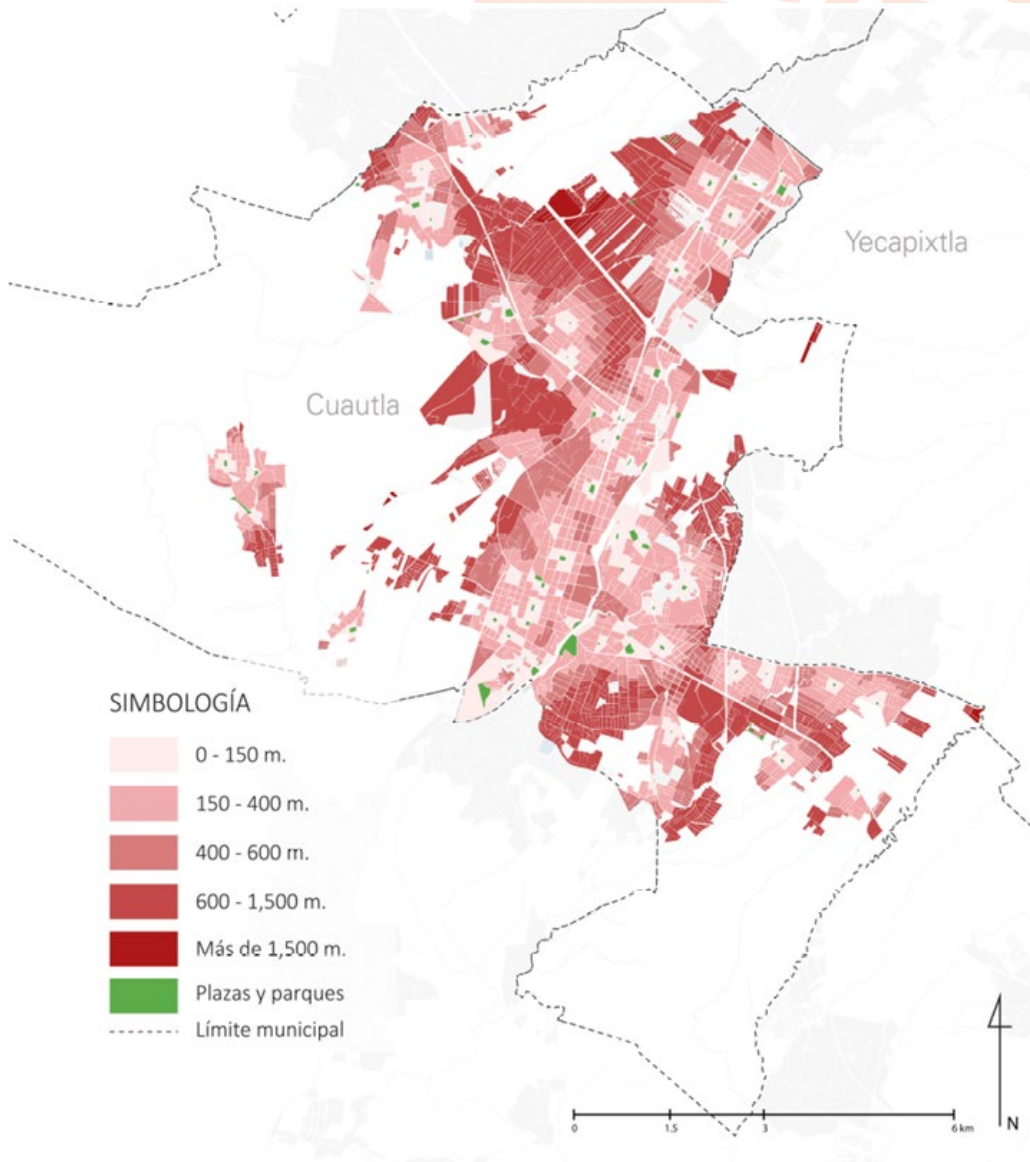 Yecapixtla
Cuautla
SIMBOLOGÍA
0 - 150 m.
150 - 400 m.
400 - 600 m.
600 - 1,500 m.
Más de 1,500 m.
Plazas y parques
Límite municipal
0 1.5 3 6 km
N